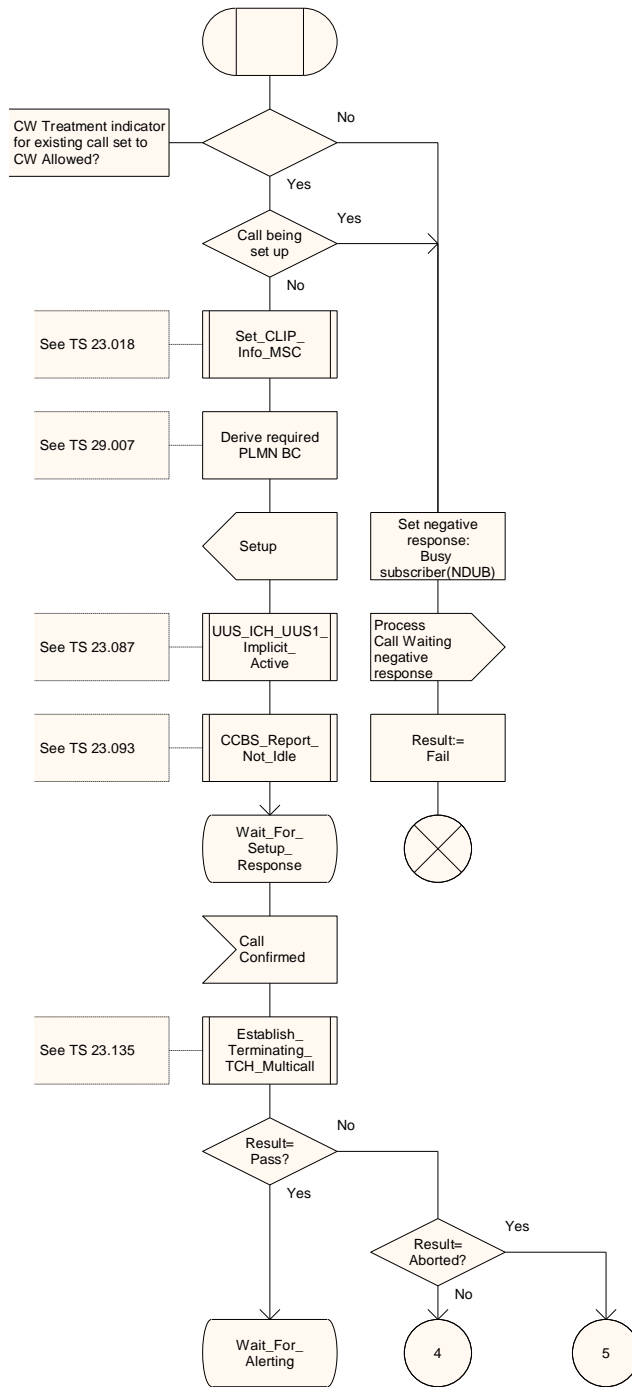 CW Treatment indicator
for existing call set to
CW Allowed?
No
Yes
Call being
set up
Yes
No
See TS 23.018
Set_CLIP_
Info_MSC
See TS 29.007
Derive required
PLMN BC
Setup
Set negative
response:
Busy
subscriber(NDUB)
See TS 23.087
UUS_ICH_UUS1_
Implicit_
Active
Process
Call Waiting
negative
response
See TS 23.093
CCBS_Report_
Not_Idle
Result:=
Fail
Wait_For_
Setup_
Response
Call
Confirmed
See TS 23.135
Establish_
Terminating_
TCH_Multicall
Result=
Pass?
No
Yes
Result=
Aborted?
Yes
No
Wait_For_
Alerting
4
5